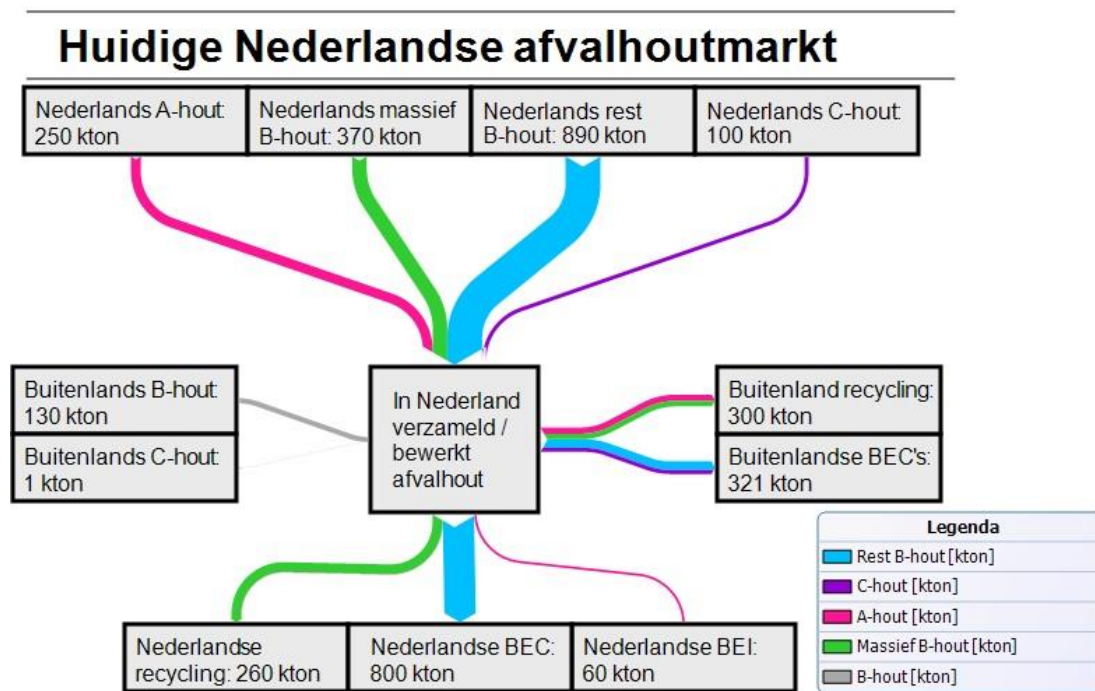 Huidige Nederlandse afvalhoutmarkt
Nederlands A-hout:
250 kton
Nederlands massief
B-hout: 370 kton
Nederlands rest
B-hout: 890 kton
Nederlands C-hout:
100 kton
Buitenlands B-hout:
130 kton
Buitenlands C-hout:
1 kton
In Nederland
verzameld /
bewerkt
afvalhout
Buitenland recycling:
300 kton
Buitenlandse BEC's:
321 kton
Nederlandse
recycling: 260 kton
Nederlandse BEC:
800 kton
Nederlandse BEI:
60 kton
Legenda
Rest B-hout [kton]
C-hout [kton]
A-hout [kton]
Massief B-hout [kton]
B-hout [kton]